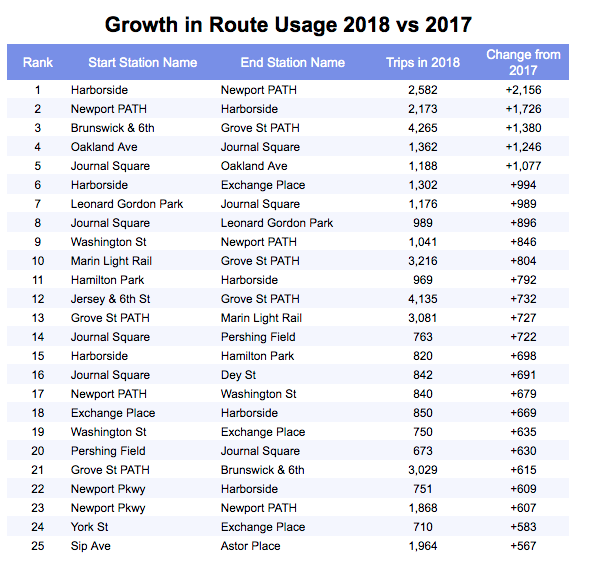 Growth in Route Usage 2018 vs 2017
Rank Start Station Name End Station Name Trips in 2018 Change from 2017
1 Harborside Newport PATH 2,582 +2,156
2 Newport PATH Harborside 2,173 +1,726
3 Brunswick & 6th Grove St PATH 4,265 +1,380
4 Oakland Ave Journal Square 1,362 +1,246
5 Journal Square Oakland Ave 1,188 +1,077
6 Harborside Exchange Place 1,302 +994
7 Leonard Gordon Park Journal Square 1,176 +989
8 Journal Square Leonard Gordon Park 989 +896
9 Washington St Newport PATH 1,041 +846
10 Marin Light Rail Grove St PATH 3,216 +804
11 Hamilton Park Harborside 969 +792
12 Jersey & 6th St Grove St PATH 4,135 +732
13 Grove St PATH Marin Light Rail 3,081 +727
14 Journal Square Pershing Field 763 +722
15 Harborside Hamilton Park 820 +698
16 Journal Square Dey St 842 +691
17 Newport PATH Washington St 840 +679
18 Exchange Place Harborside 850 +669
19 Washington St Exchange Place 750 +635
20 Pershing Field Journal Square 673 +630
21 Grove St PATH Brunswick & 6th 3,029 +615
22 Newport Pkwy Harborside 751 +609
23 Newport Pkwy Newport PATH 1,868 +607
24 York St Exchange Place 710 +583
25 Sip Ave Astor Place 1,964 +567